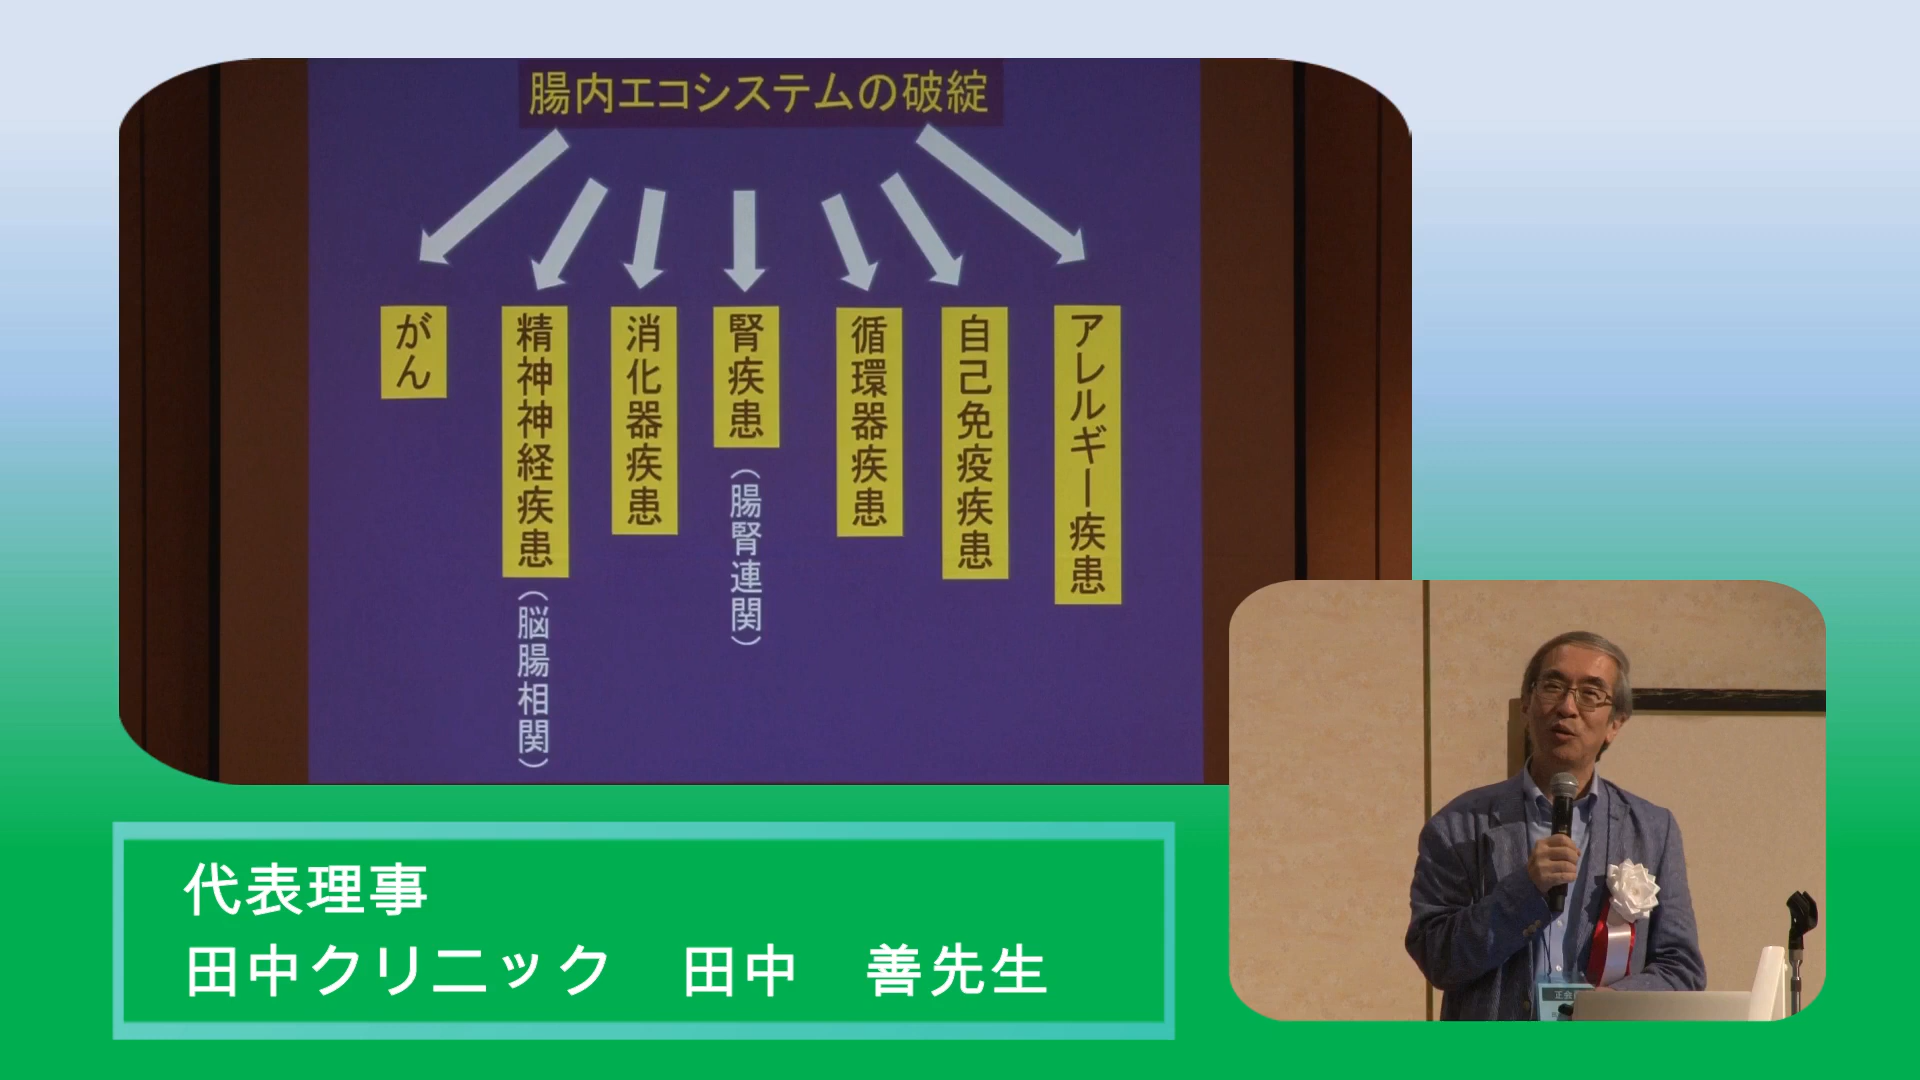 腸内エコシステムの破綻
がん
精神神経疾患
（脳腸相関）
消化器疾患
腎疾患
（腸腎連関）
循環器疾患
自己免疫疾患
アレルギー疾患
代表理事
田中クリニック　田中　善先生
正会